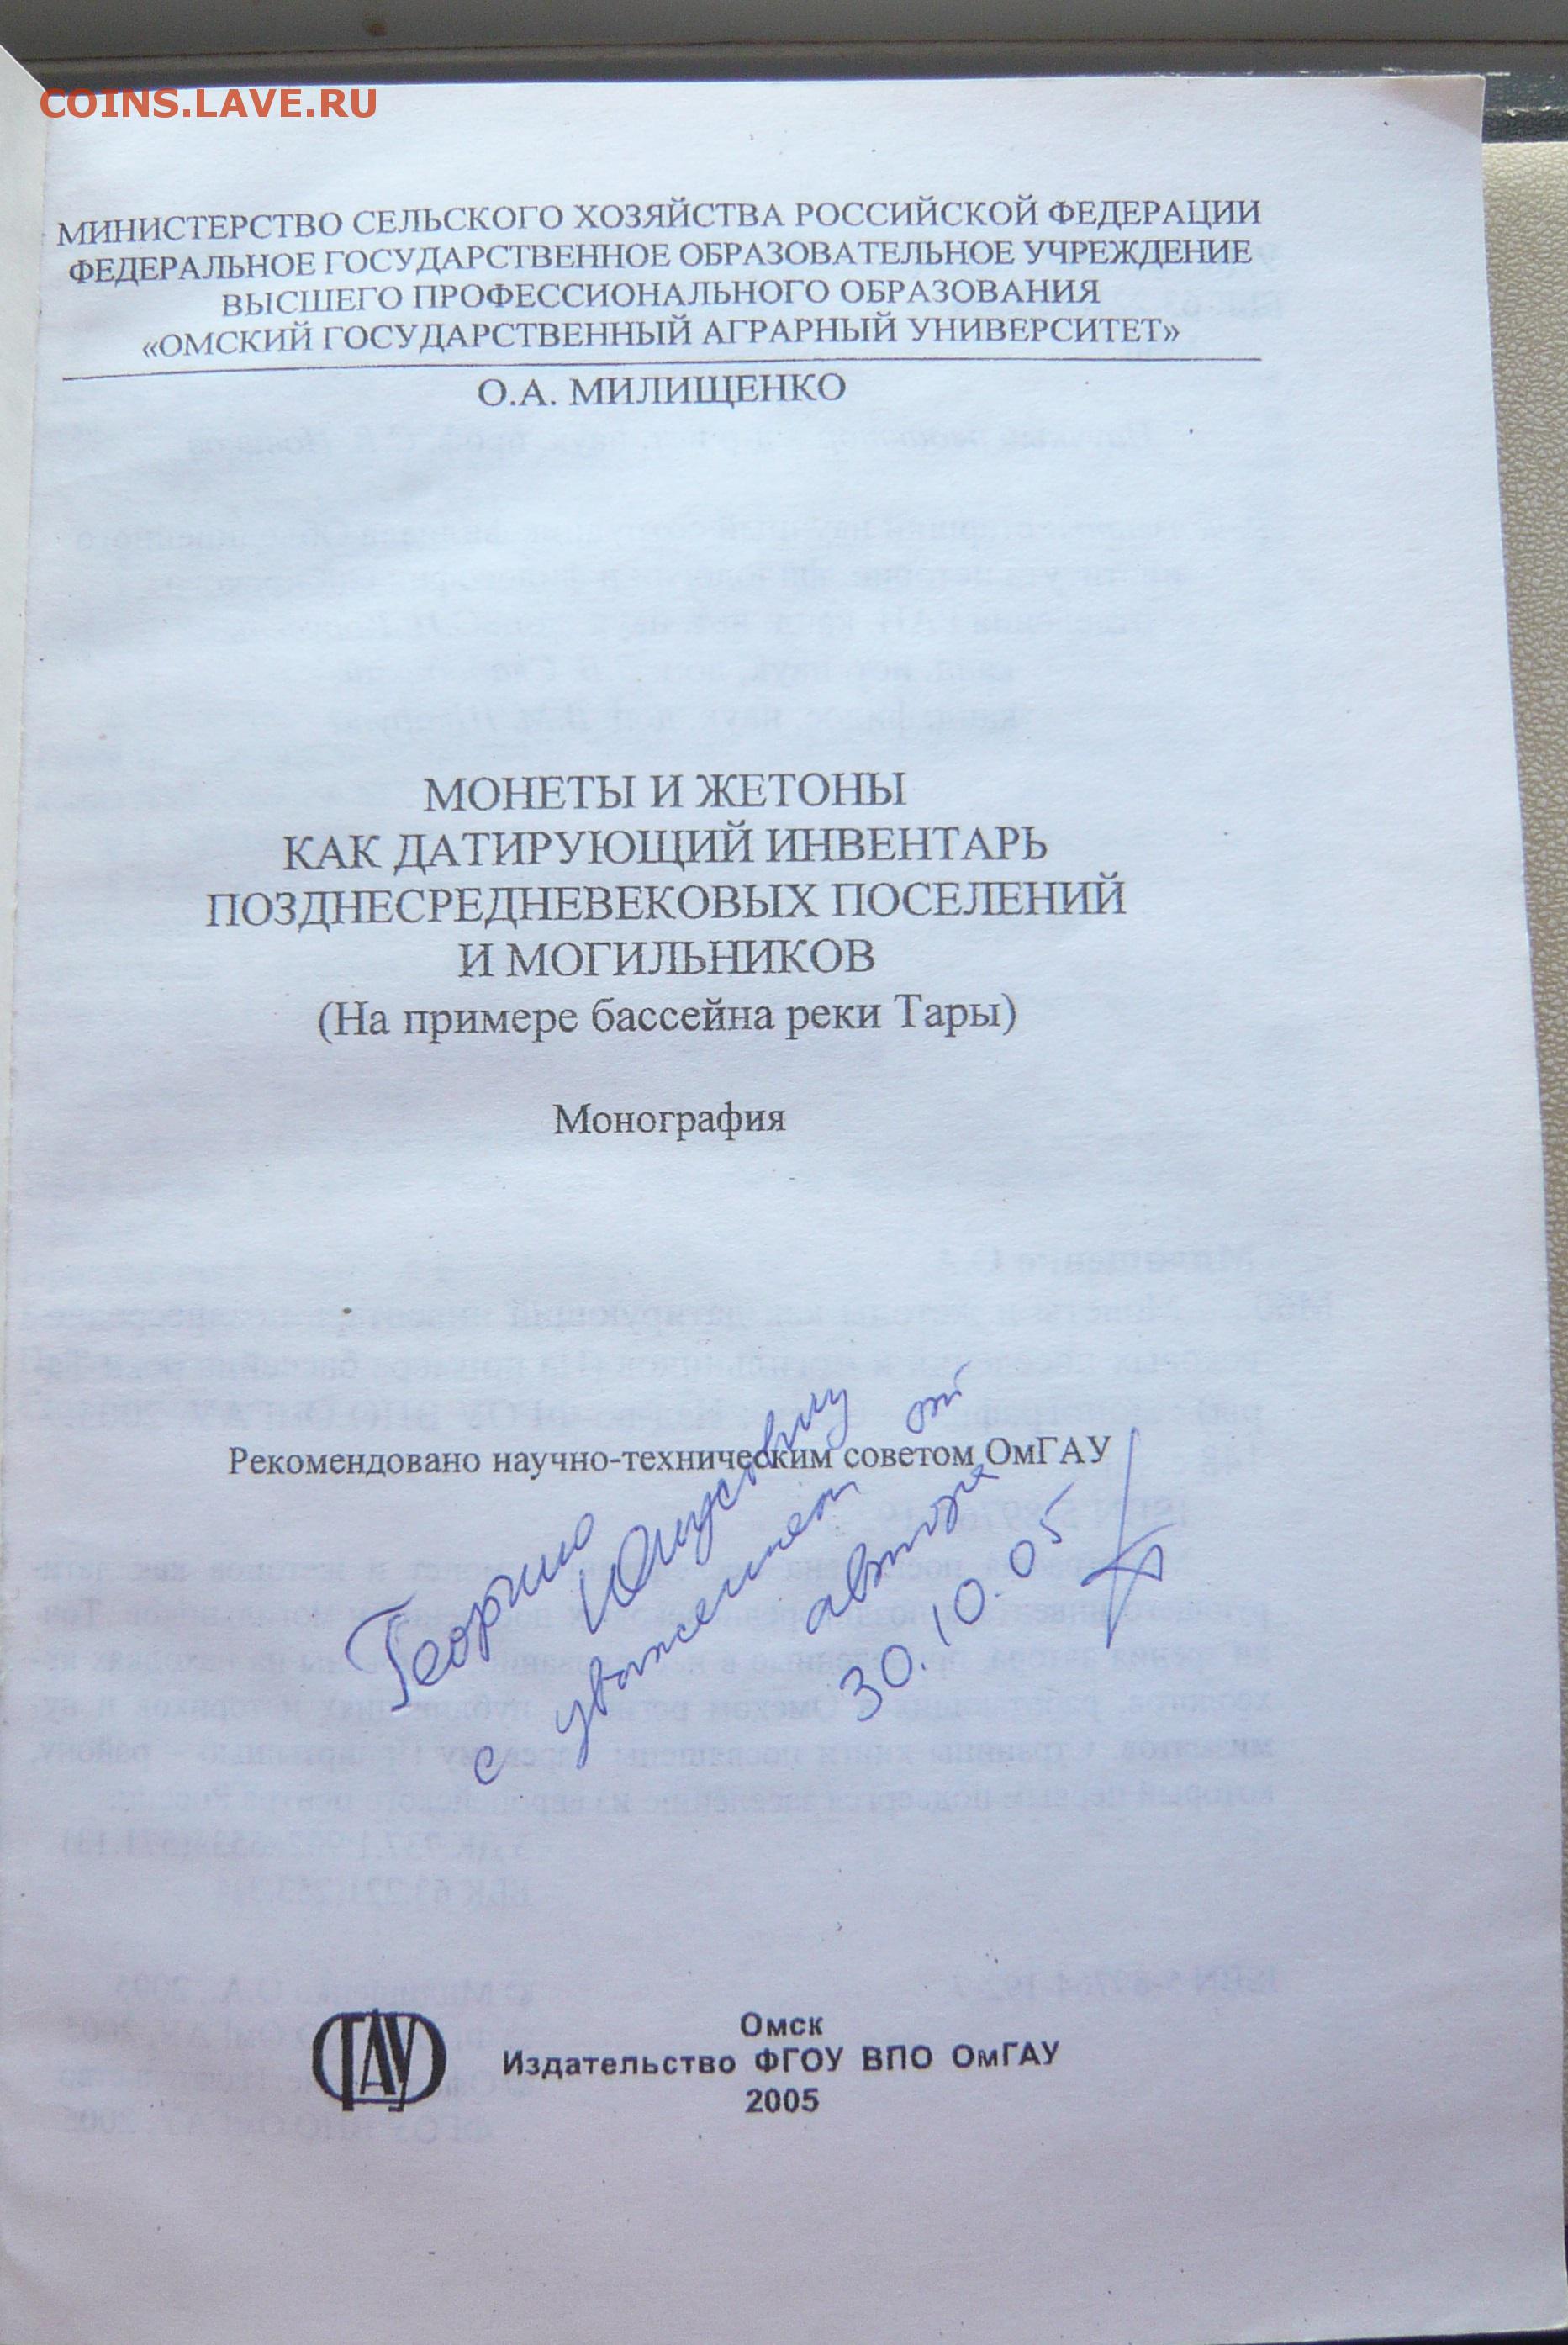 COINS.LAVE.RU
МИНИСТЕРСТВО СЕЛЬСКОГО ХОЗЯЙСТВА РОССИЙСКОЙ ФЕДЕРАЦИИ
ФЕДЕРАЛЬНОЕ ГОСУДАРСТВЕННОЕ ОБРАЗОВАТЕЛЬНОЕ УЧРЕЖДЕНИЕ
ВЫСШЕГО ПРОФЕССИОНАЛЬНОГО ОБРАЗОВАНИЯ
«ОМСКИЙ ГОСУДАРСТВЕННЫЙ АГРАРНЫЙ УНИВЕРСИТЕТ»
О.А. МИЛИЩЕНКО
МОНЕТЫ И ЖЕТОНЫ
КАК ДАТИРУЮЩИЙ ИНВЕНТАРЬ
ПОЗДНЕСРЕДНЕВЕКОВЫХ ПОСЕЛЕНИЙ
И МОГИЛЬНИКОВ
(На примере бассейна реки Тары)
Монография
Рекомендовано научно-техническим советом ОмГАУ
Георгию
с уважением от
автора
30.10.05
ОГАУ
Омск
Издательство ФГОУ ВПО ОмГАУ
2005